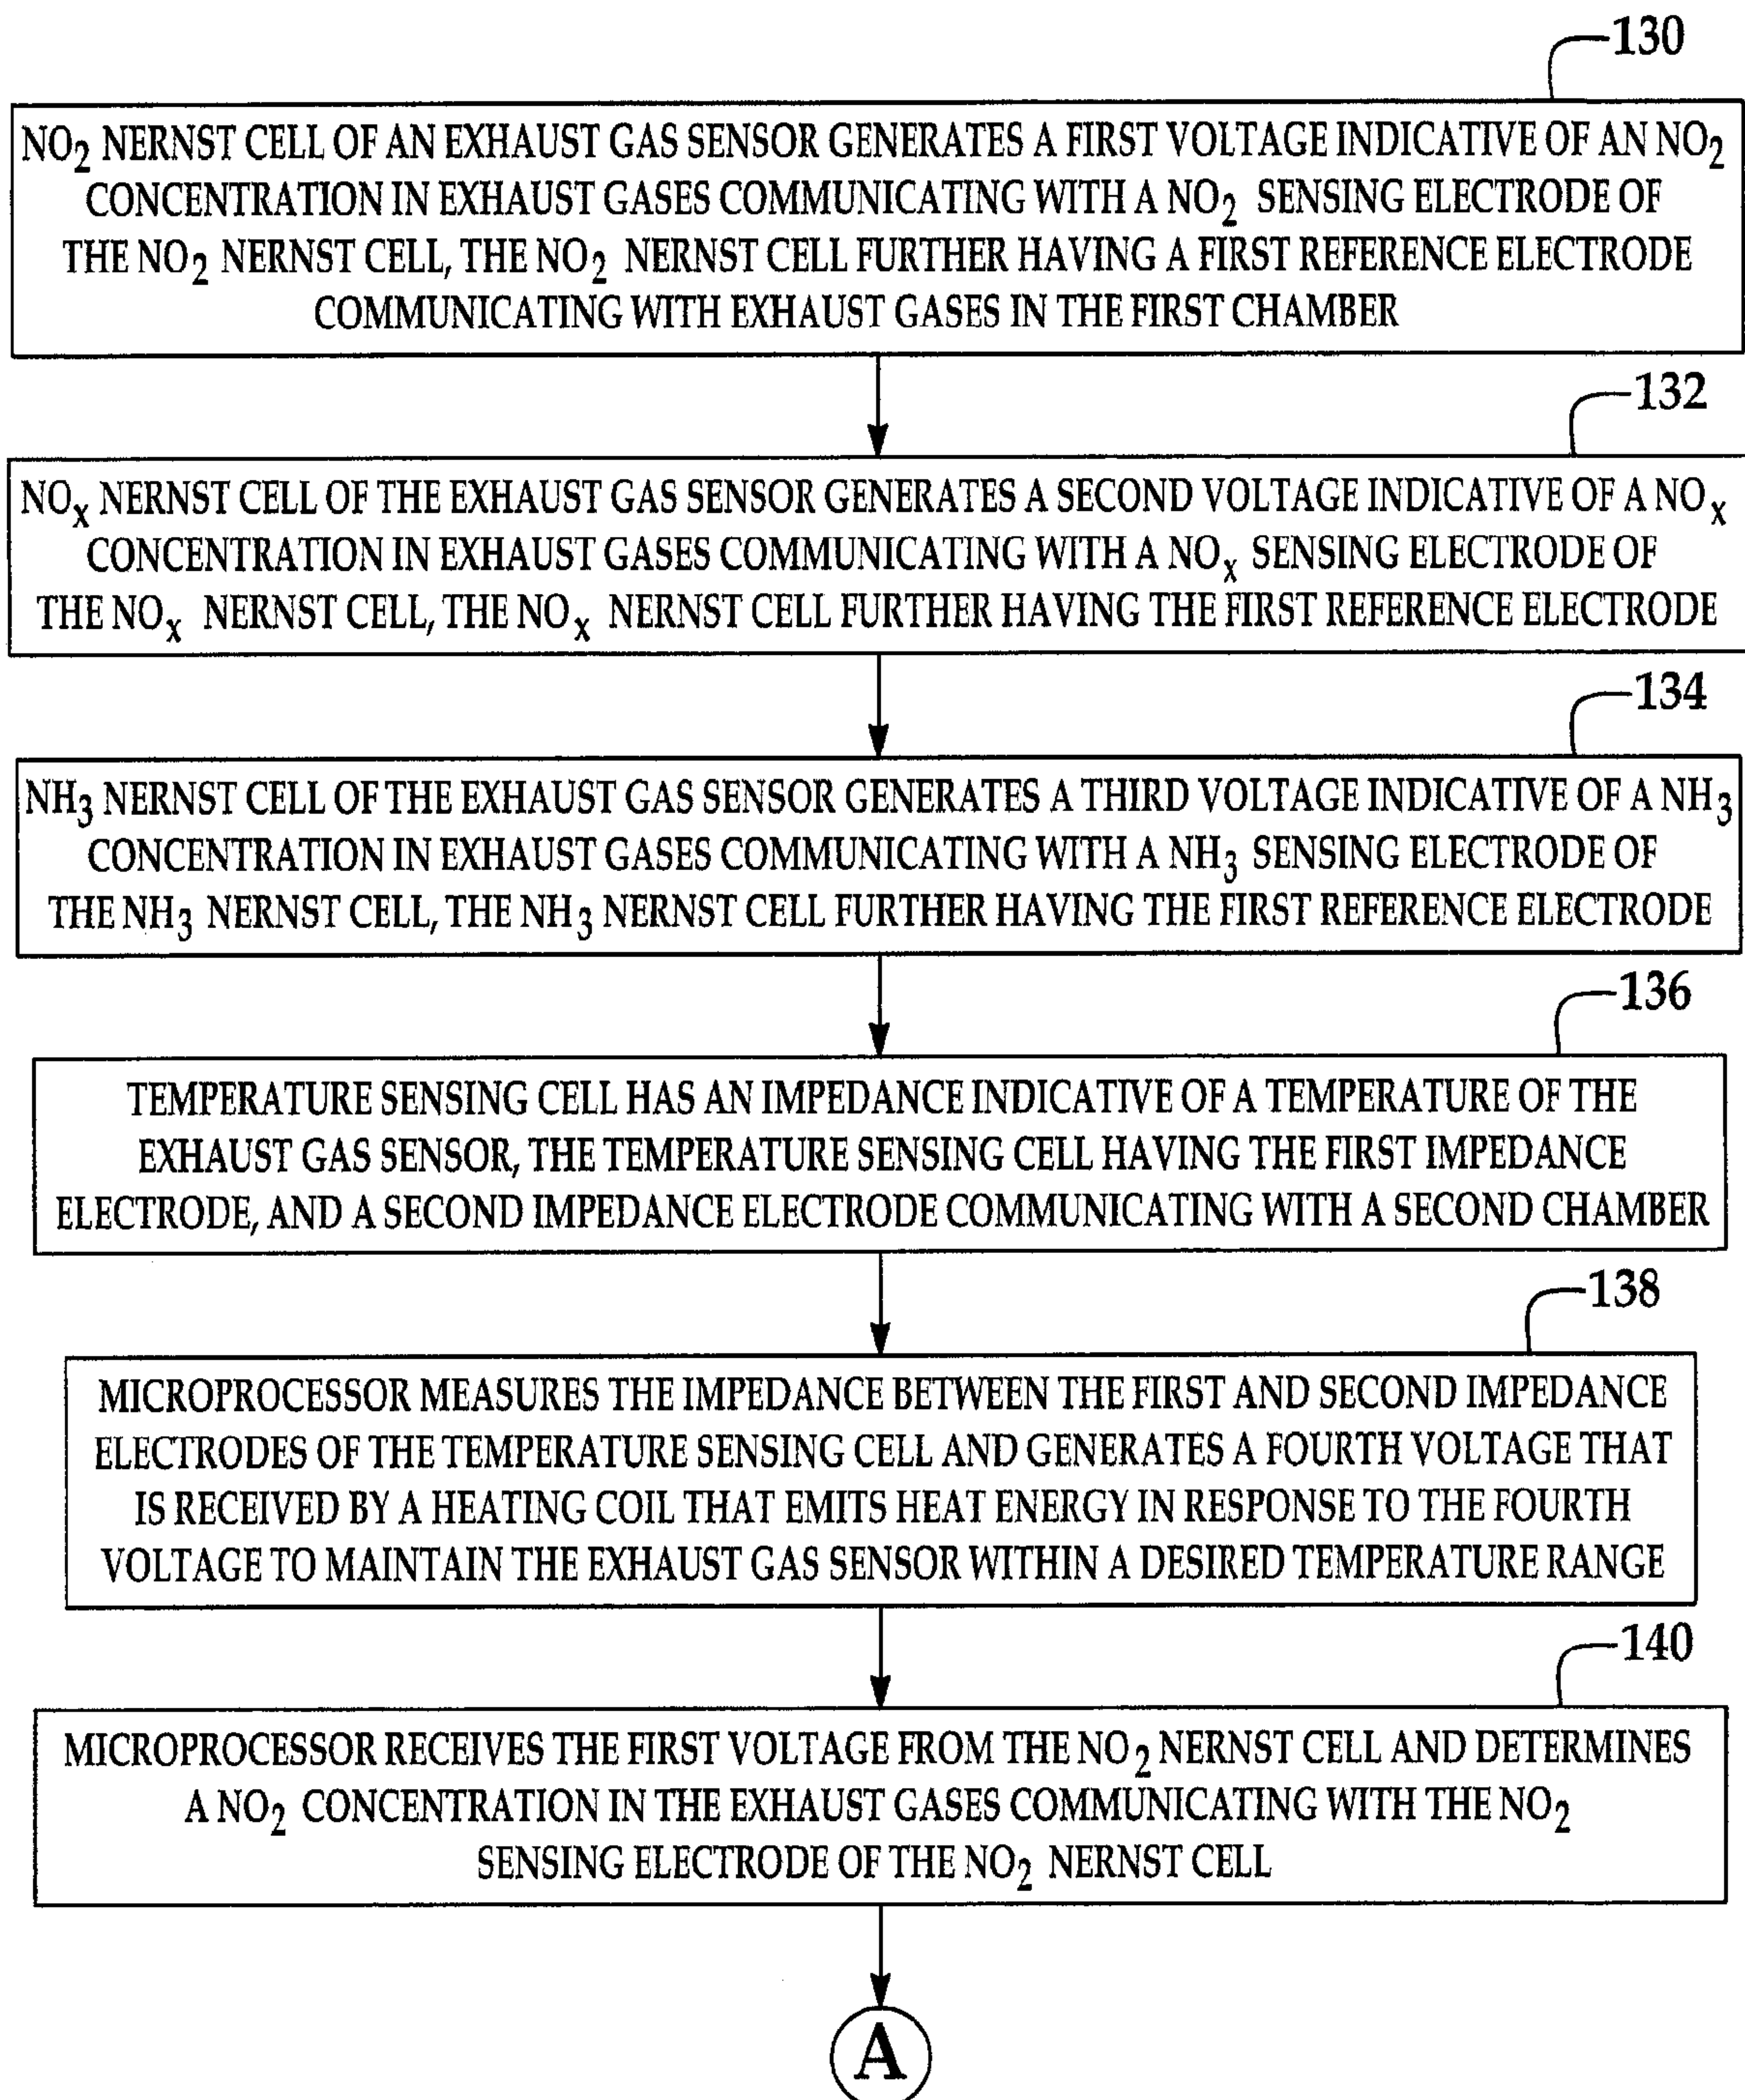 130
NO₂ NERNST CELL OF AN EXHAUST GAS SENSOR GENERATES A FIRST VOLTAGE INDICATIVE OF AN NO₂
CONCENTRATION IN EXHAUST GASES COMMUNICATING WITH A NO₂ SENSING ELECTRODE OF
THE NO₂ NERNST CELL, THE NO₂ NERNST CELL FURTHER HAVING A FIRST REFERENCE ELECTRODE
COMMUNICATING WITH EXHAUST GASES IN THE FIRST CHAMBER
132
NOₓ NERNST CELL OF THE EXHAUST GAS SENSOR GENERATES A SECOND VOLTAGE INDICATIVE OF A NOₓ
CONCENTRATION IN EXHAUST GASES COMMUNICATING WITH A NOₓ SENSING ELECTRODE OF
THE NOₓ NERNST CELL, THE NOₓ NERNST CELL FURTHER HAVING THE FIRST REFERENCE ELECTRODE
134
NH₃ NERNST CELL OF THE EXHAUST GAS SENSOR GENERATES A THIRD VOLTAGE INDICATIVE OF A NH₃
CONCENTRATION IN EXHAUST GASES COMMUNICATING WITH A NH₃ SENSING ELECTRODE OF
THE NH₃ NERNST CELL, THE NH₃ NERNST CELL FURTHER HAVING THE FIRST REFERENCE ELECTRODE
136
TEMPERATURE SENSING CELL HAS AN IMPEDANCE INDICATIVE OF A TEMPERATURE OF THE
EXHAUST GAS SENSOR, THE TEMPERATURE SENSING CELL HAVING THE FIRST IMPEDANCE
ELECTRODE, AND A SECOND IMPEDANCE ELECTRODE COMMUNICATING WITH A SECOND CHAMBER
138
MICROPROCESSOR MEASURES THE IMPEDANCE BETWEEN THE FIRST AND SECOND IMPEDANCE
ELECTRODES OF THE TEMPERATURE SENSING CELL AND GENERATES A FOURTH VOLTAGE THAT
IS RECEIVED BY A HEATING COIL THAT EMITS HEAT ENERGY IN RESPONSE TO THE FOURTH
VOLTAGE TO MAINTAIN THE EXHAUST GAS SENSOR WITHIN A DESIRED TEMPERATURE RANGE
140
MICROPROCESSOR RECEIVES THE FIRST VOLTAGE FROM THE NO₂ NERNST CELL AND DETERMINES
A NO₂ CONCENTRATION IN THE EXHAUST GASES COMMUNICATING WITH THE NO₂
SENSING ELECTRODE OF THE NO₂ NERNST CELL
A